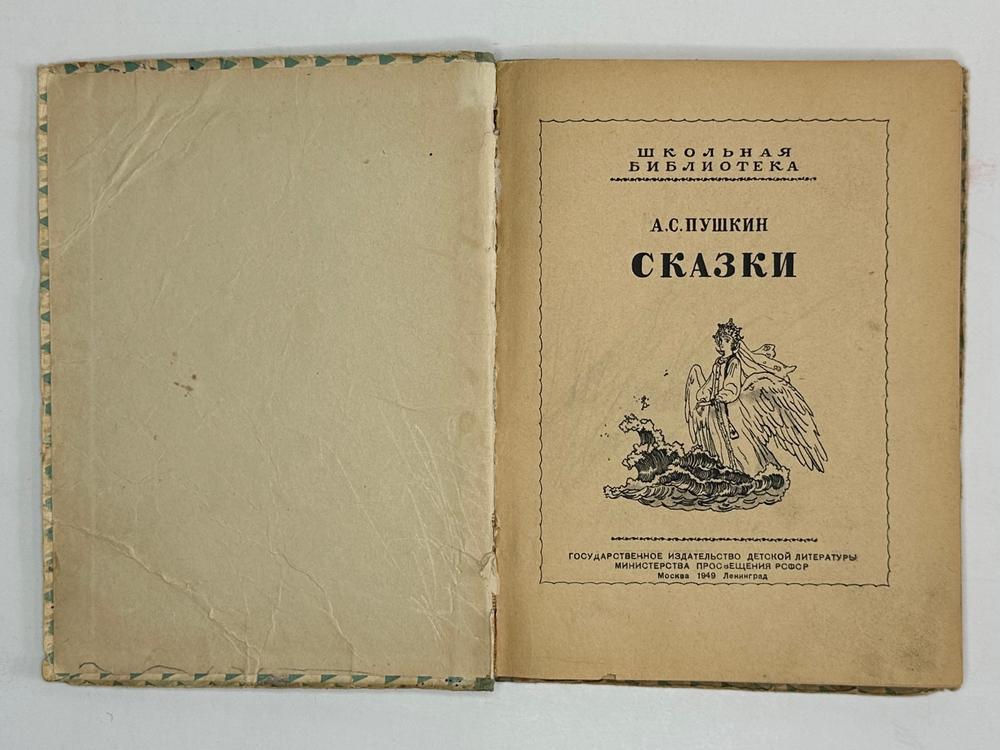 ШКОЛЬНАЯ
БИБЛИОТЕКА
А.С.ПУШКИН
СКАЗКИ
ГОСУДАРСТВЕННОЕ ИЗДАТЕЛЬСТВО ДЕТСКОЙ ЛИТЕРАТУРЫ
МИНИСТЕРСТВА ПРОСВЕЩЕНИЯ РСФСР
Москва 1949 Ленинград